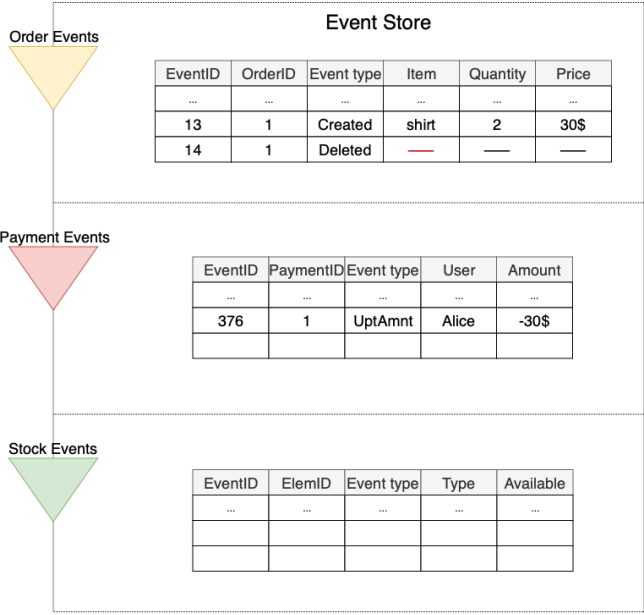 Event Store
Order Events
EventID OrderID Event type Item Quantity Price
... ... ... ... ... ...
13 1 Created shirt 2 30$
14 1 Deleted — — —
Payment Events
EventID PaymentID Event type User Amount
... ... ... ... ...
376 1 UptAmnt Alice -30$
Stock Events
EventID ElemID Event type Type Available
... ... ... ... ...